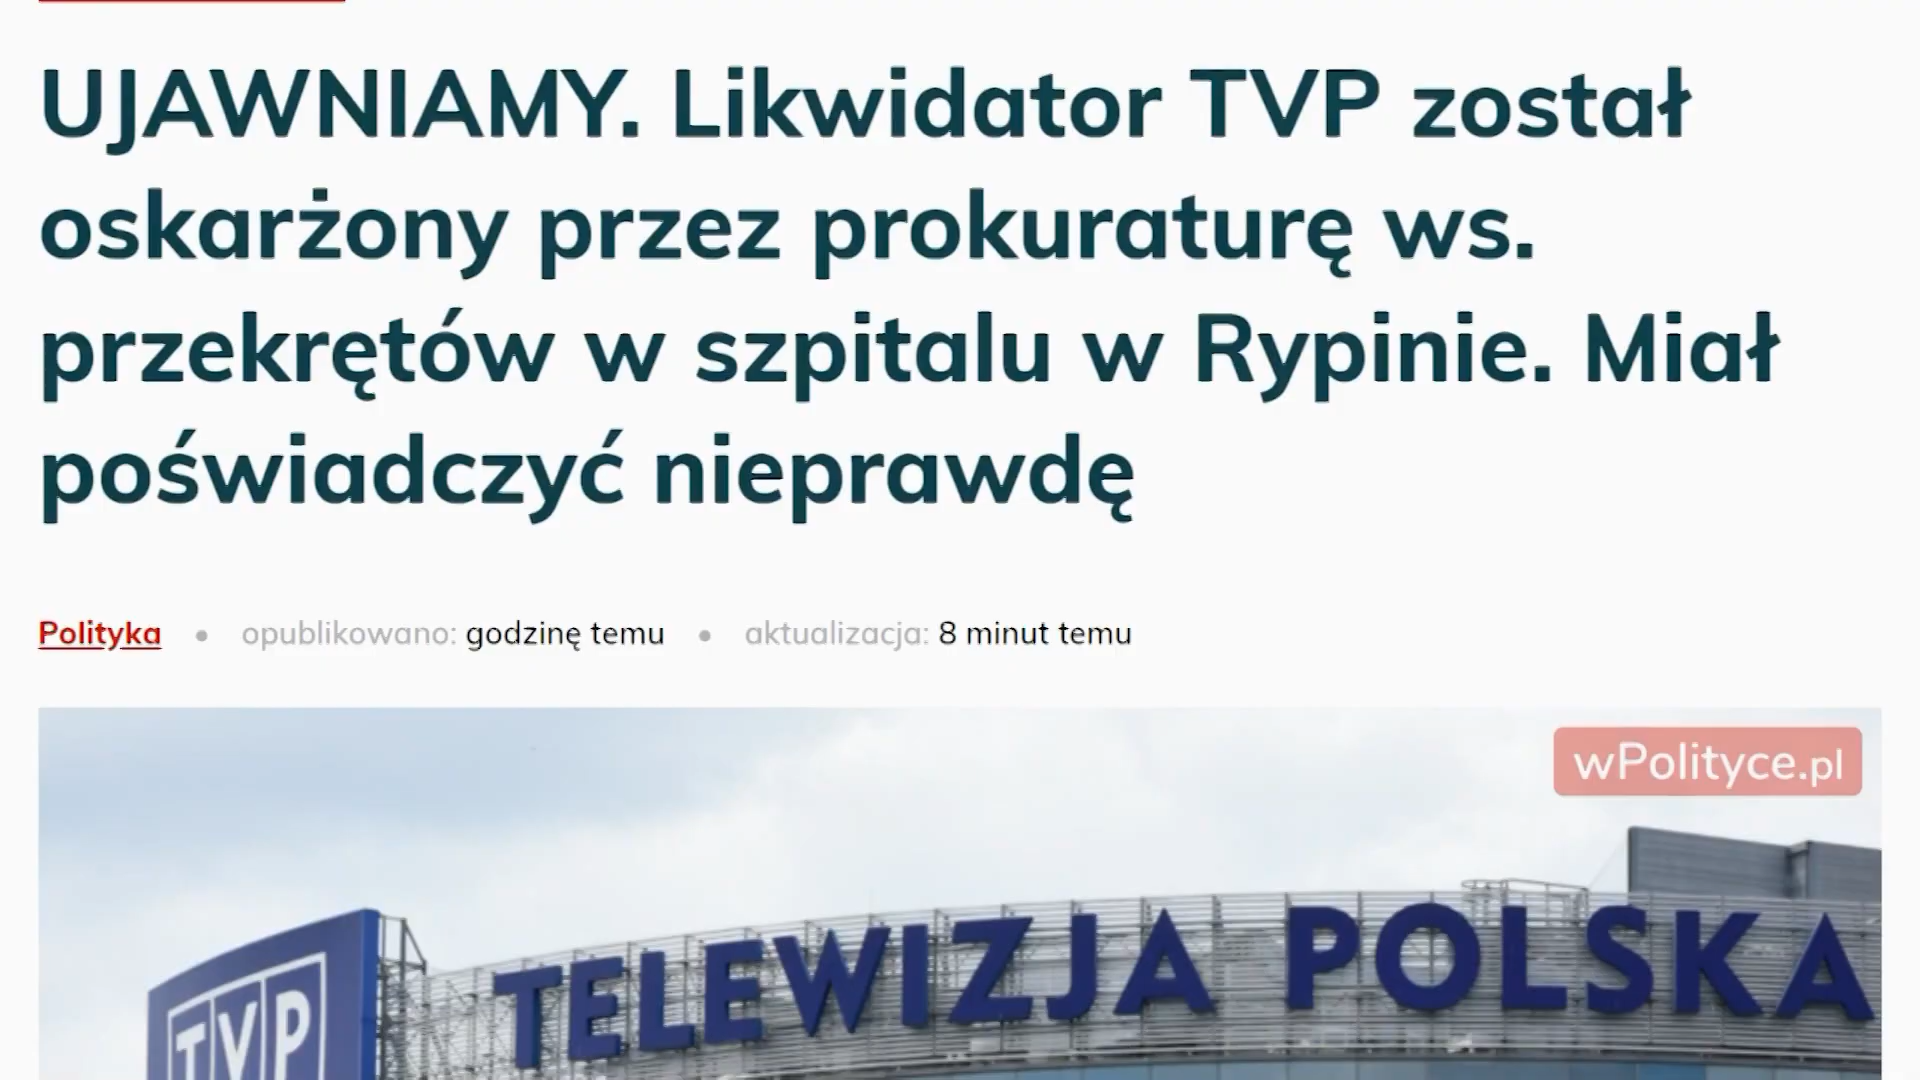 UJAWNIAMY. Likwidator TVP został
oskarżony przez prokuraturę ws.
przekrętów w szpitalu w Rypinie. Miał
poświadczyć nieprawdę
Polityka • opublikowano: godzinę temu • aktualizacja: 8 minut temu
wPolityce.pl
TELEWIZJA POLSKA
TVP